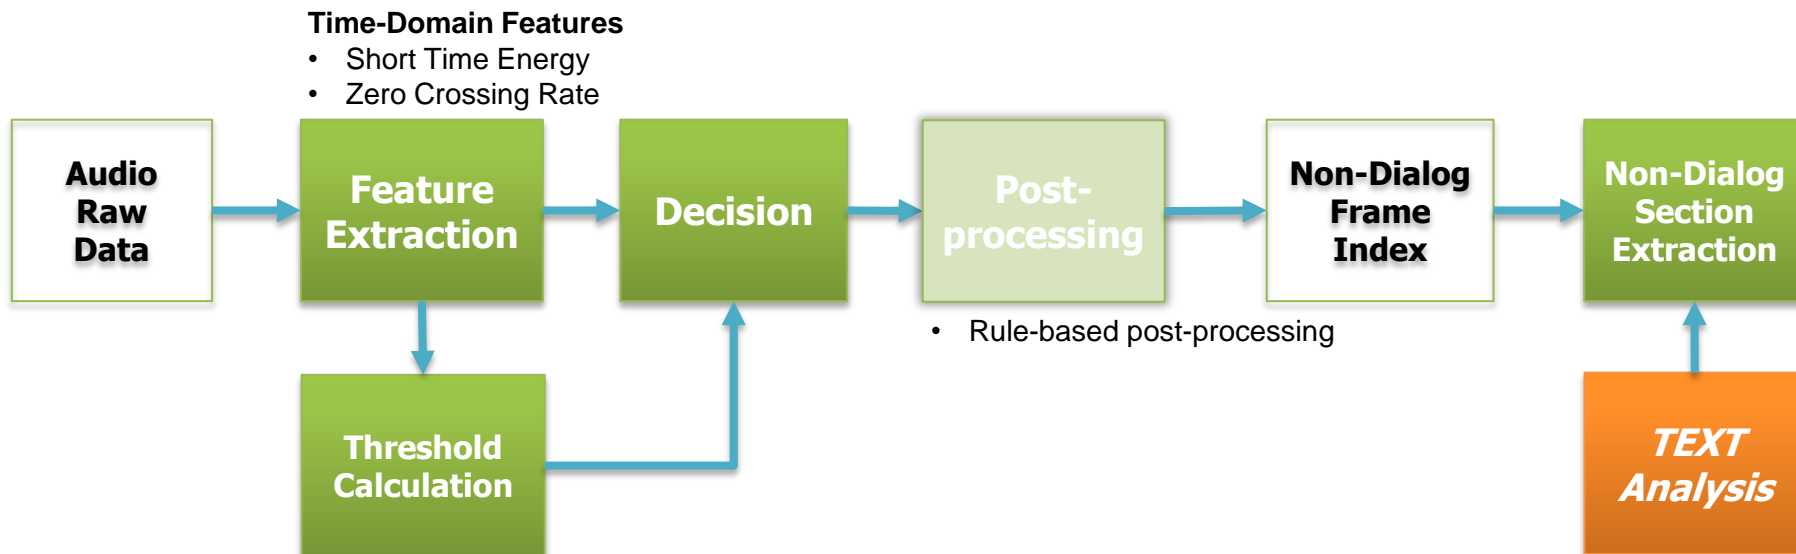 Time-Domain Features
• Short Time Energy
• Zero Crossing Rate
Audio
Raw
Data
Feature
Extraction
Decision
Post-
processing
Non-Dialog
Frame
Index
Non-Dialog
Section
Extraction
• Rule-based post-processing
Threshold
Calculation
TEXT
Analysis